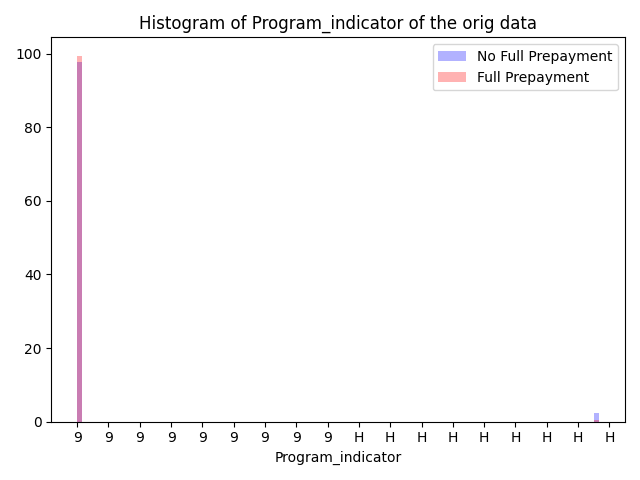 Histogram of Program_indicator of the orig data
No Full Prepayment
Full Prepayment
100
80
60
40
20
0
9 9 9 9 9 9 9 9 9 H H H H H H H H H
Program_indicator